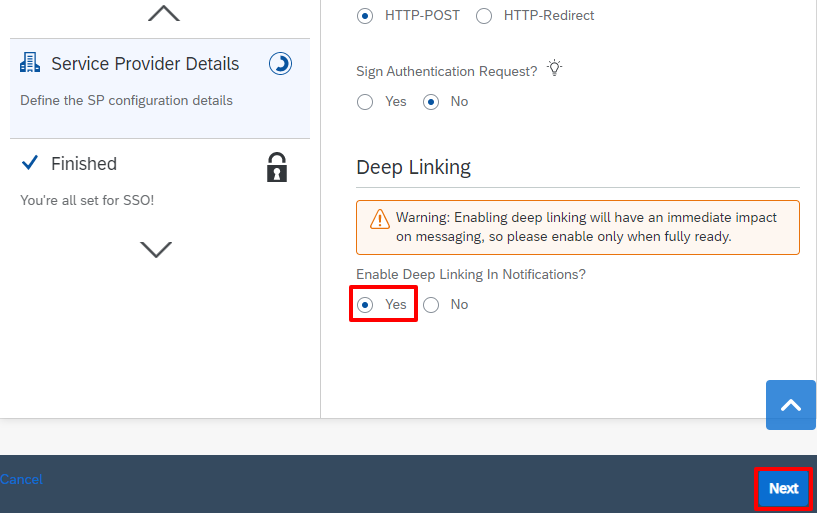 HTTP-POST HTTP-Redirect
Service Provider Details
Define the SP configuration details
Finished
You're all set for SSO!
Sign Authentication Request?
Yes No
Deep Linking
Warning: Enabling deep linking will have an immediate impact
on messaging, so please enable only when fully ready.
Enable Deep Linking In Notifications?
Yes No
Cancel
Next